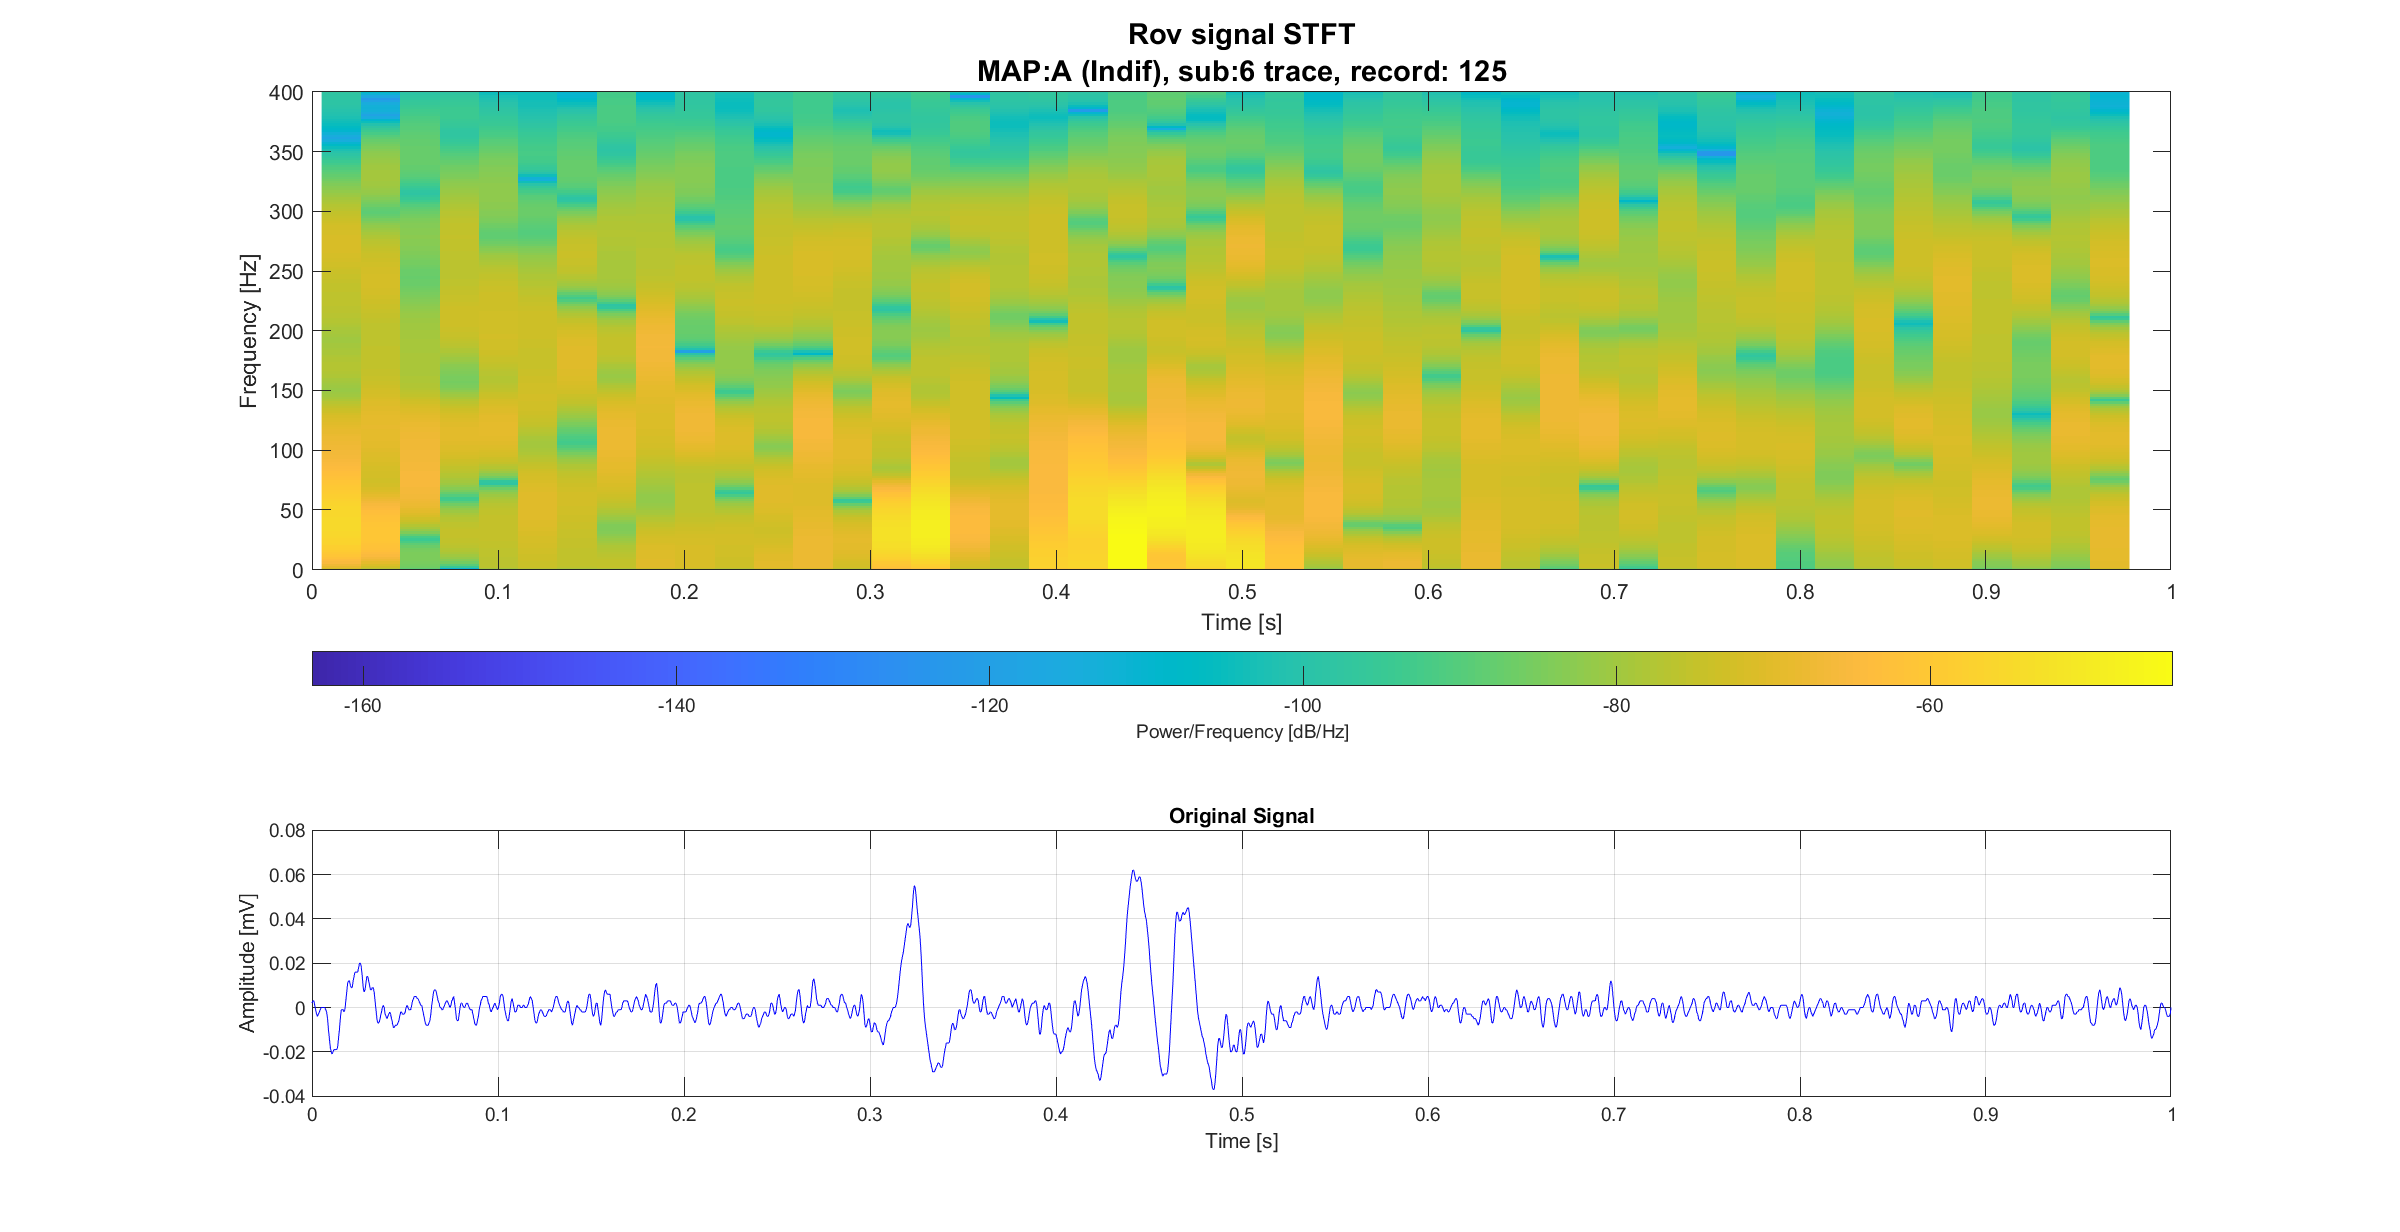 Rov signal STFT
MAP:A (Indif), sub:6 trace, record: 125
400
350
300
250
200
150
100
50
0
Frequency [Hz]
0 0.1 0.2 0.3 0.4 0.5 0.6 0.7 0.8 0.9 1
Time [s]
-160 -140 -120 -100 -80 -60
Power/Frequency [dB/Hz]
Original Signal
0.08
0.06
0.04
0.02
0
-0.02
-0.04
Amplitude [mV]
0 0.1 0.2 0.3 0.4 0.5 0.6 0.7 0.8 0.9 1
Time [s]